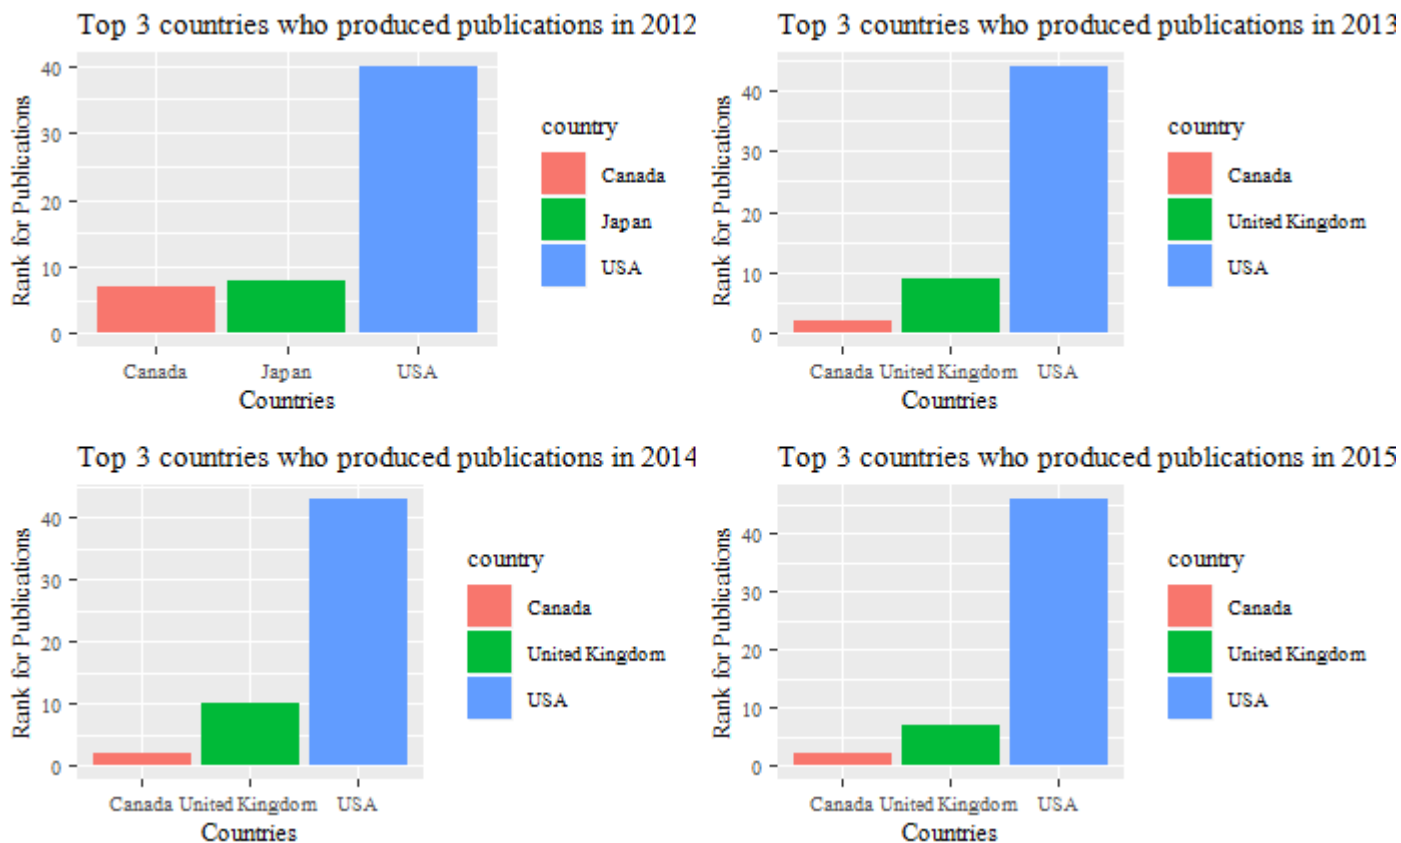 Top 3 countries who produced publications in 2012
Rank for Publications
40
30
20
10
0
Canada
Japan
USA
Countries
country
Canada
Japan
USA
Top 3 countries who produced publications in 2013
Rank for Publications
40
30
20
10
0
Canada
United Kingdom
USA
Countries
country
Canada
United Kingdom
USA
Top 3 countries who produced publications in 2014
Rank for Publications
40
30
20
10
0
Canada
United Kingdom
USA
Countries
country
Canada
United Kingdom
USA
Top 3 countries who produced publications in 2015
Rank for Publications
40
30
20
10
0
Canada
United Kingdom
USA
Countries
country
Canada
United Kingdom
USA